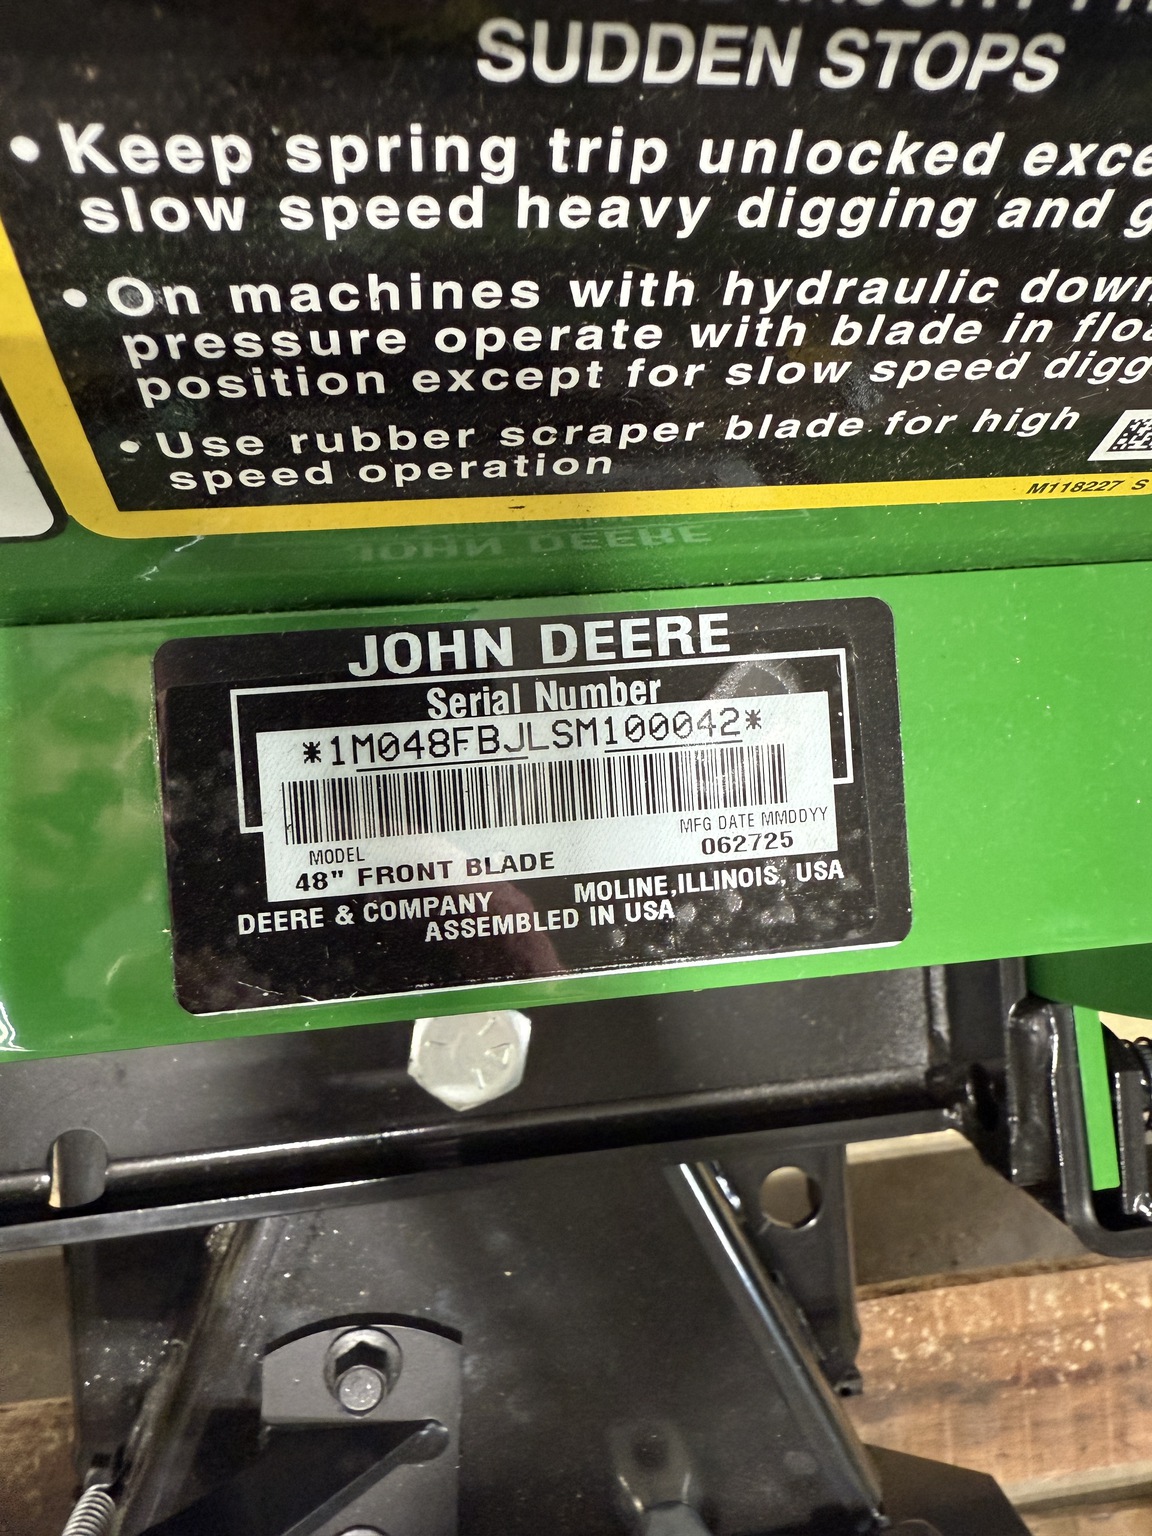 SUDDEN STOPS
• Keep spring trip unlocked
slow speed heavy digging and
• On machines with hydraulic down
pressure operate with blade in
position except for slow speed
• Use rubber scraper blade for high
speed operation
M118227 S
JOHN DEERE
Serial Number
*1M048FBJLSM100042*
MFG DATE MMDDYY
MODEL
062725
48" FRONT BLADE
DEERE & COMPANY MOLINE, ILLINOIS, USA
ASSEMBLED IN USA